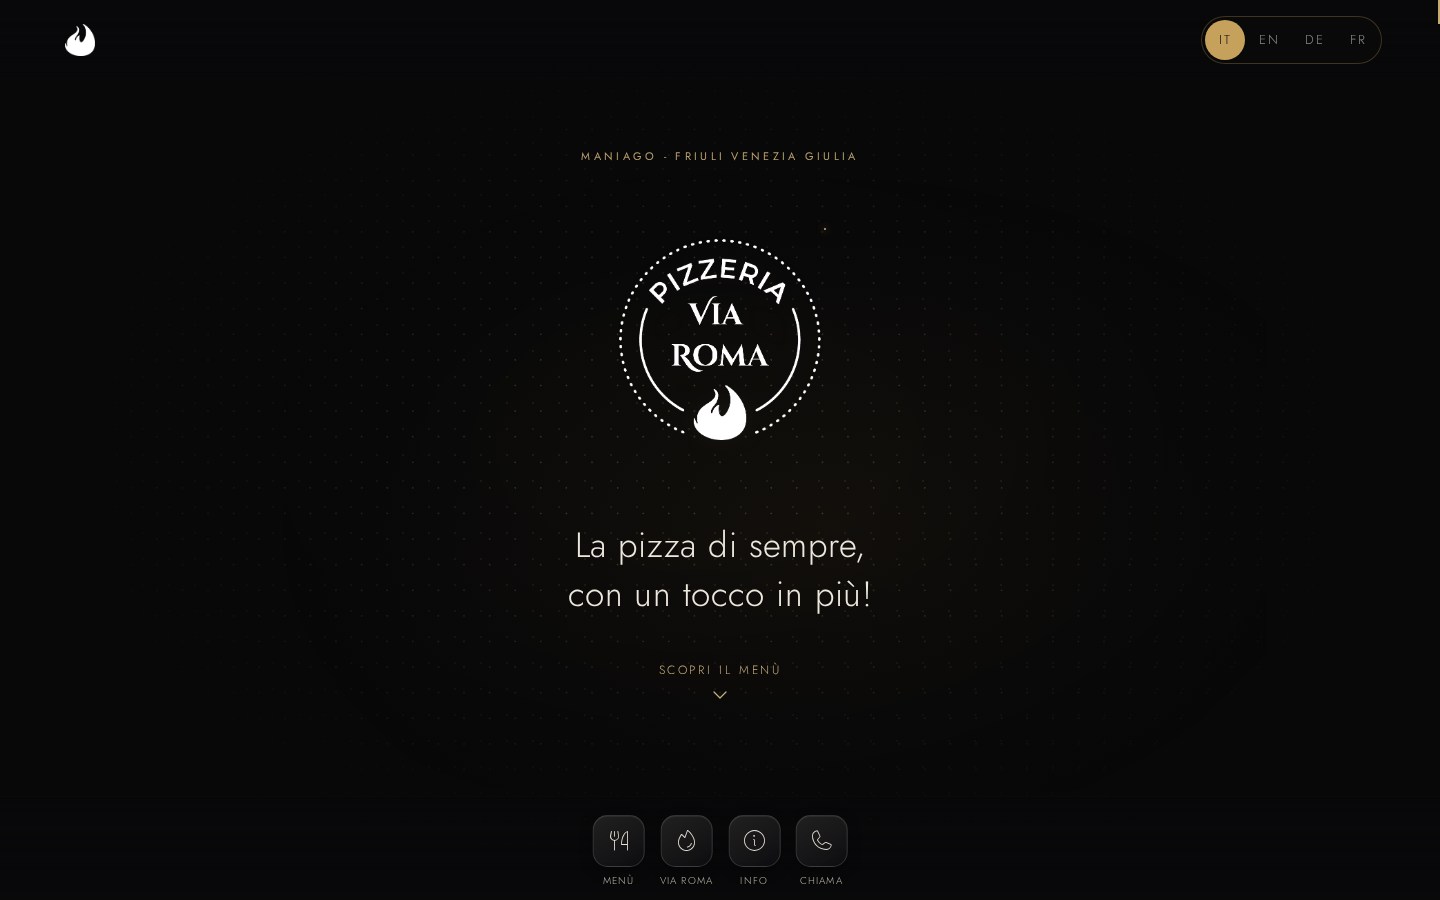 IT EN DE FR
MANIAGO - FRIULI VENEZIA GIULIA
PIZZERIA
VIA
ROMA
La pizza di sempre,
con un tocco in più!
SCOPRI IL MENÙ
MENÙ VIA ROMA INFO CHIAMA